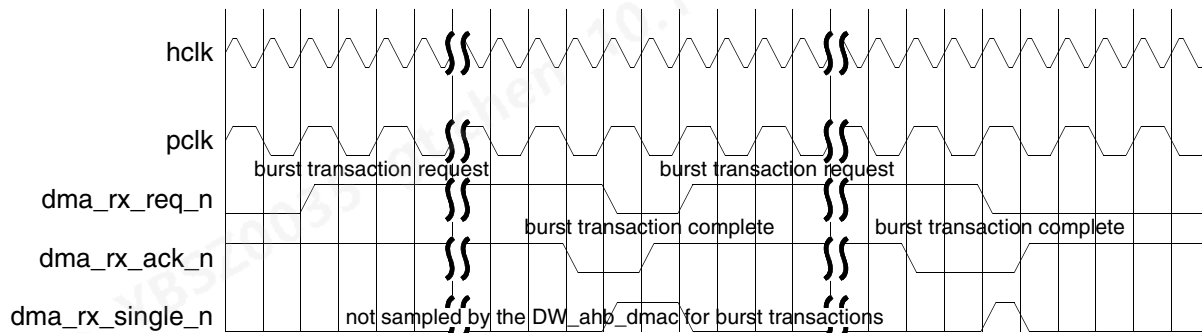 hclk
pclk
burst transaction request
burst transaction request
dma_rx_req_n
burst transaction complete
burst transaction complete
dma_rx_ack_n
dma_rx_single_n
not sampled by the DW_ahb_dmac for burst transactions